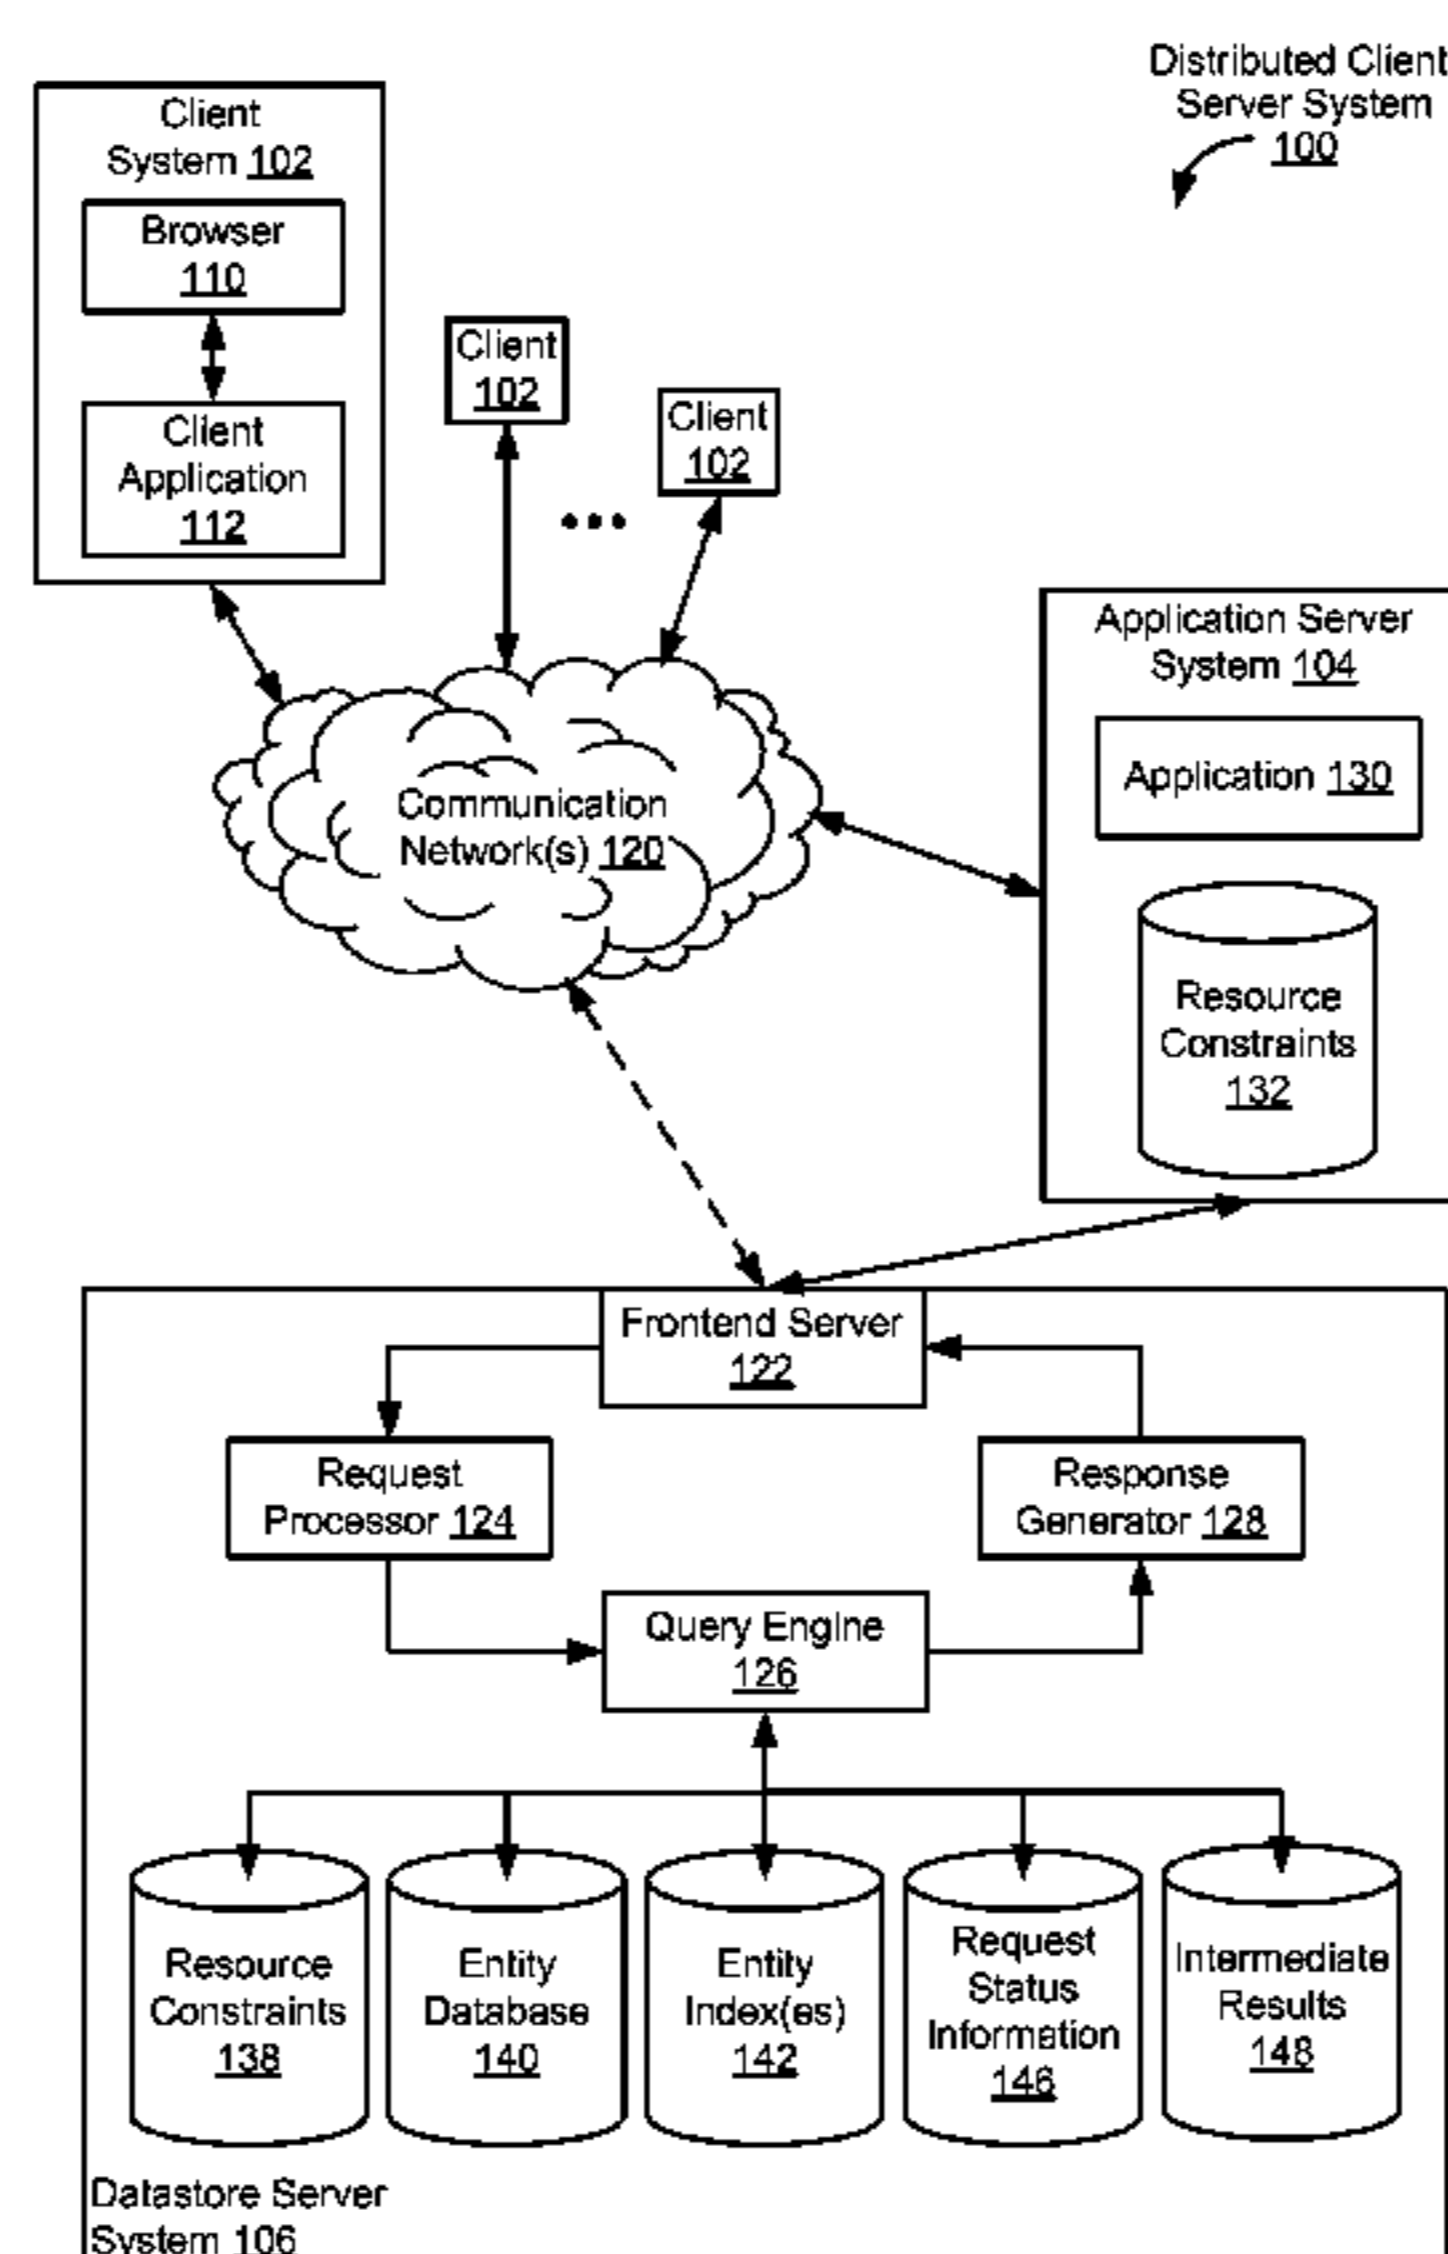 Distributed Client
Server System
100
Client
System 102
Browser
110
Client
Application
112
Client
102
Client
102
Communication
Network(s) 120
Application Server
System 104
Application 130
Resource
Constraints
132
Frontend Server
122
Request
Processor 124
Response
Generator 128
Query Engine
126
Resource
Constraints
138
Entity
Database
140
Entity
Index(es)
142
Request
Status
Information
146
Intermediate
Results
148
Datastore Server
System 106